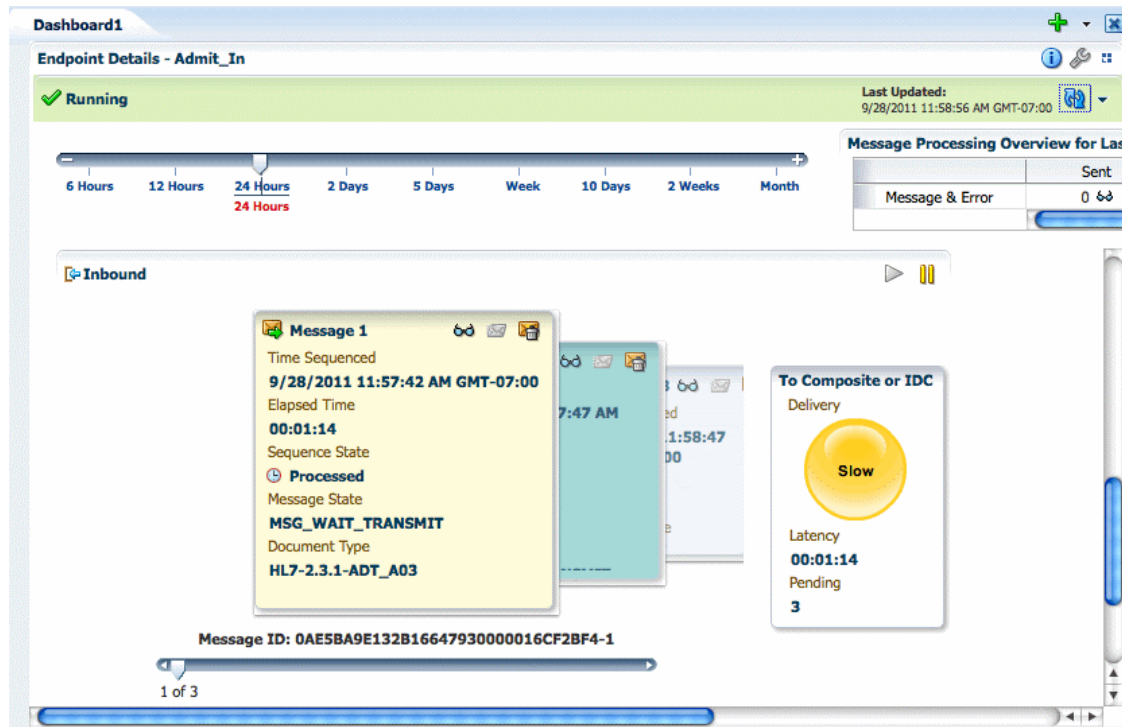 Dashboard1
Endpoint Details - Admit_In
Running
Last Updated:
9/28/2011 11:58:56 AM GMT-07:00
Message Processing Overview for Las
6 Hours 12 Hours 24 Hours 2 Days 5 Days Week 10 Days 2 Weeks Month
24 Hours
Sent
Message & Error 0
Inbound
Message 1
Time Sequenced
9/28/2011 11:57:42 AM GMT-07:00
Elapsed Time
00:01:14
Sequence State
Processed
Message State
MSG_WAIT_TRANSMIT
Document Type
HL7-2.3.1-ADT_A03
7:47 AM
3
ed
11:58:47
00
e
To Composite or IDC
Delivery
Slow
Latency
00:01:14
Pending
3
Message ID: 0AE5BA9E132B16647930000016CF2BF4-1
1 of 3